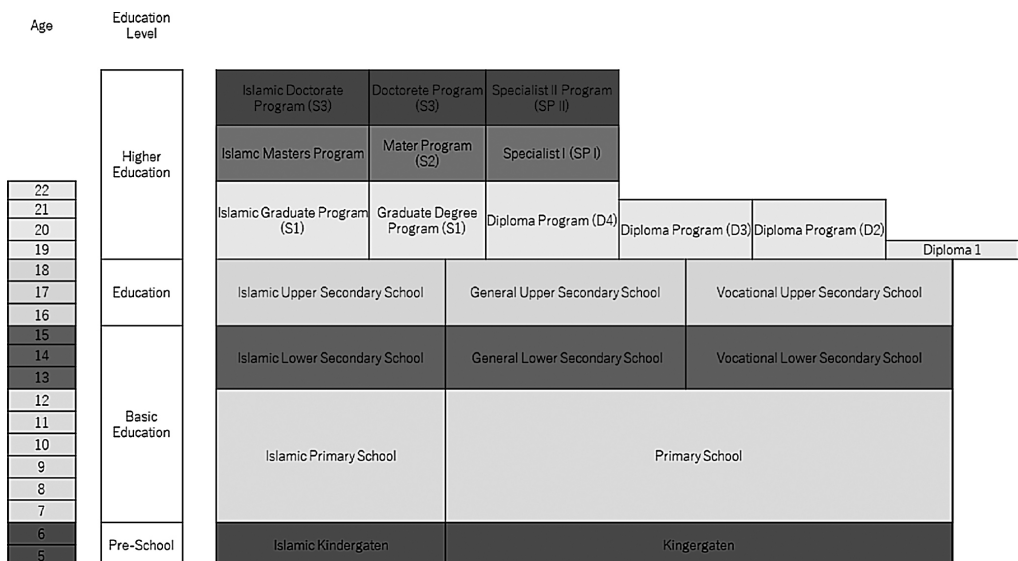 Age
Education
Level
Higher
Education
Education
Basic
Education
Pre-School
22
21
20
19
18
17
16
15
14
13
12
11
10
9
8
7
6
5
Islamic Doctorate
Program (S3)
Doctorete Program
(S3)
Specialist II Program
(SP II)
Islamc Masters Program
Mater Program
(S2)
Specialist I (SP I)
Islamic Graduate Program
(S1)
Graduate Degree
Program (S1)
Diploma Program (D4)
Diploma Program (D3)
Diploma Program (D2)
Diploma 1
Islamic Upper Secondary School
General Upper Secondary School
Vocational Upper Secondary School
Islamic Lower Secondary School
General Lower Secondary School
Vocational Lower Secondary School
Islamic Primary School
Primary School
Islamic Kindergaten
Kingergaten